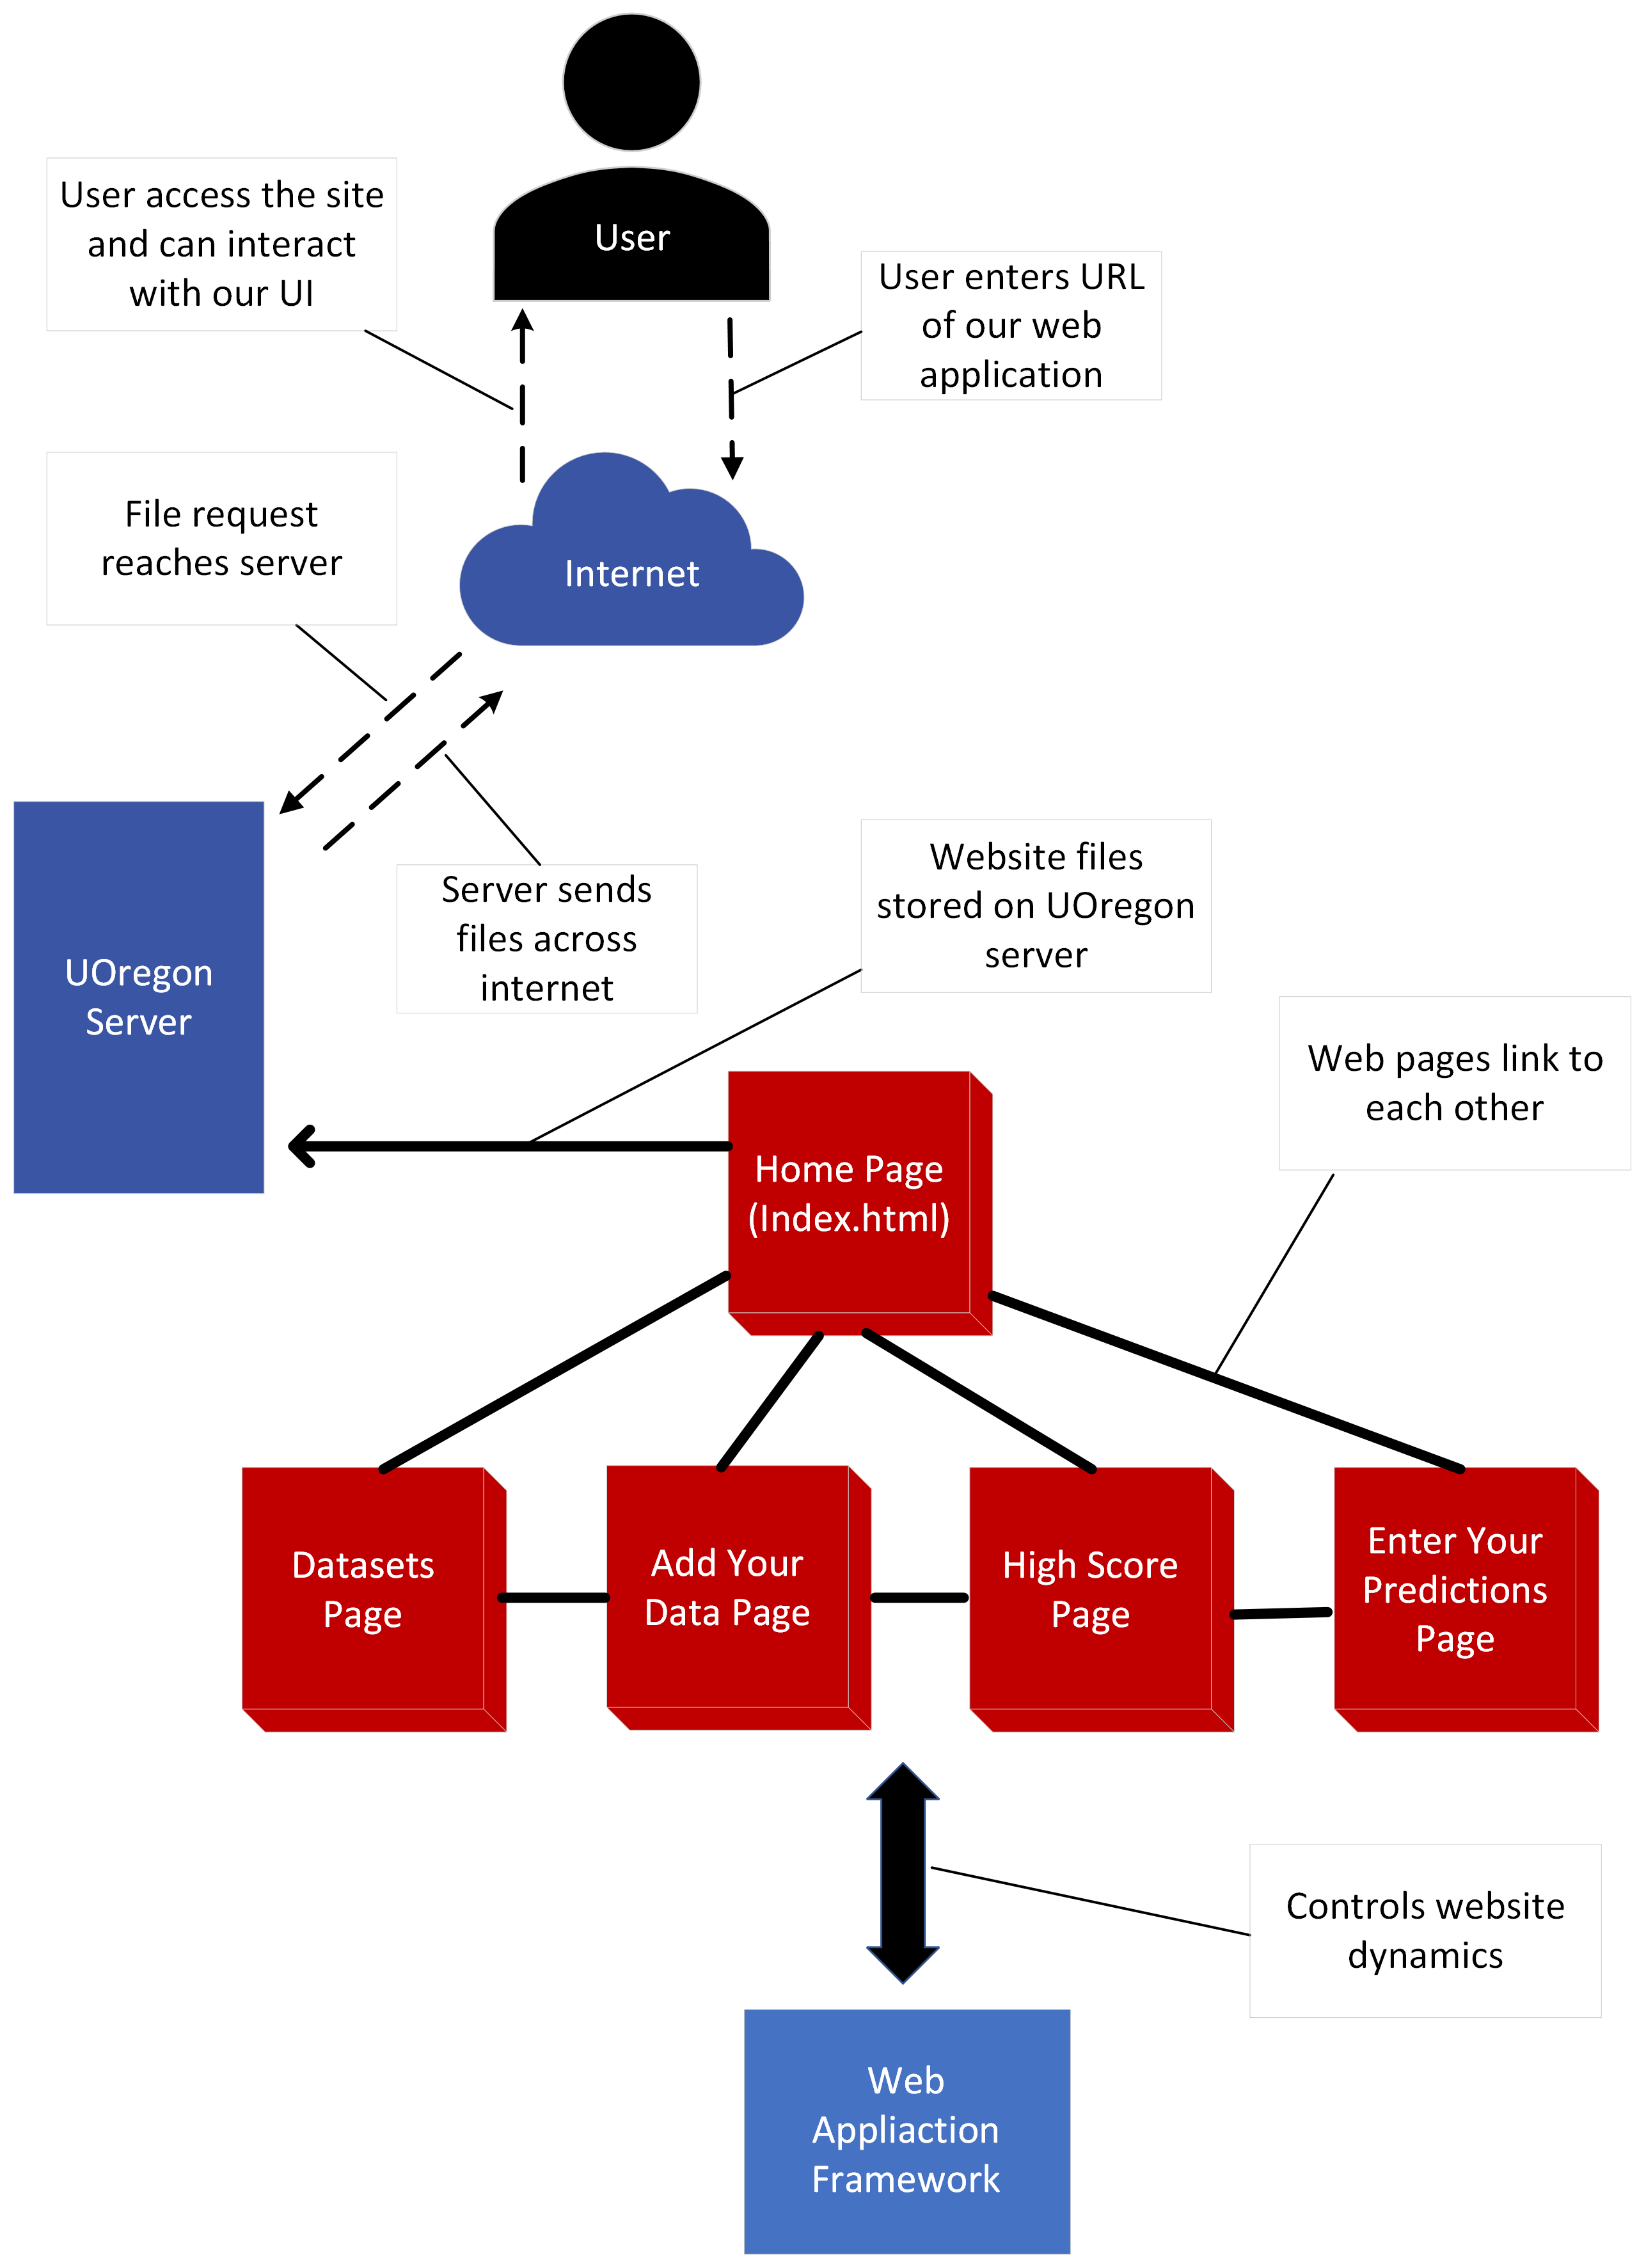 User access the site
and can interact
with our UI
User
User enters URL
of our web
application
File request
reaches server
Internet
Server sends
files across
internet
Website files
stored on UOregon
server
UOregon
Server
Web pages link to
each other
Home Page
(Index.html)
Datasets
Page
Add Your
Data Page
High Score
Page
Enter Your
Predictions
Page
Controls website
dynamics
Web
Appliaction
Framework